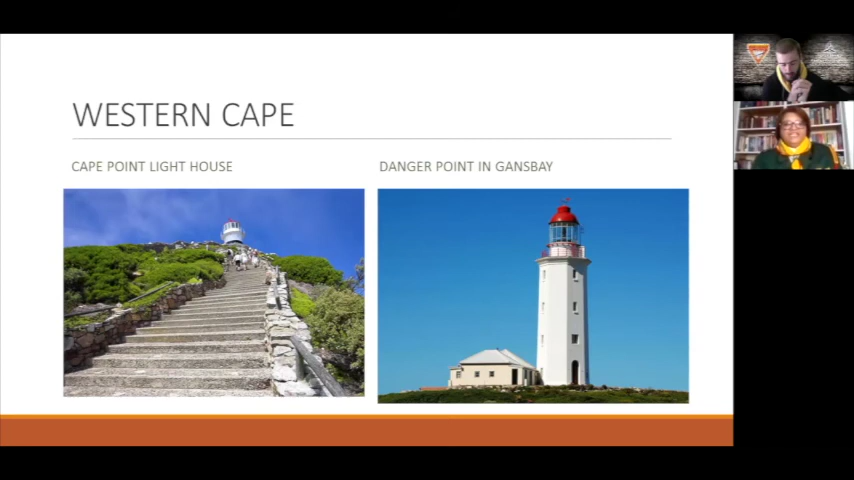 WESTERN CAPE
CAPE POINT LIGHT HOUSE
DANGER POINT IN GANSBAY